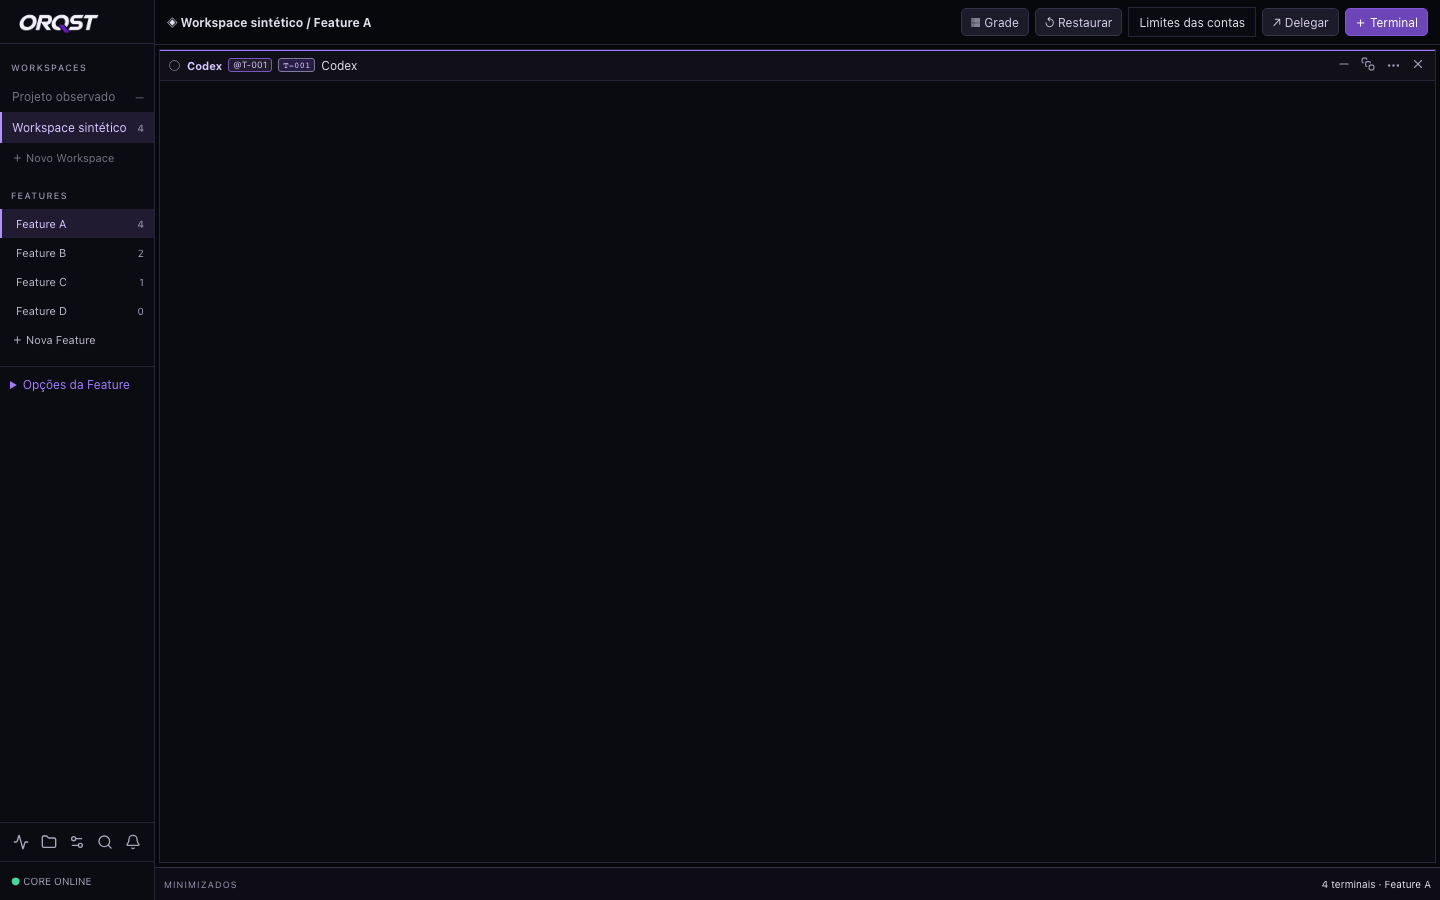 ORQST
◈ Workspace sintético / Feature A
Grade
Restaurar
Limites das contas
↗ Delegar
+ Terminal
WORKSPACES
Projeto observado —
Workspace sintético 4
+ Novo Workspace
FEATURES
Feature A 4
Feature B 2
Feature C 1
Feature D 0
+ Nova Feature
▶ Opções da Feature
Codex @T-001 T-001 Codex
CORE ONLINE
MINIMIZADOS
4 terminais · Feature A